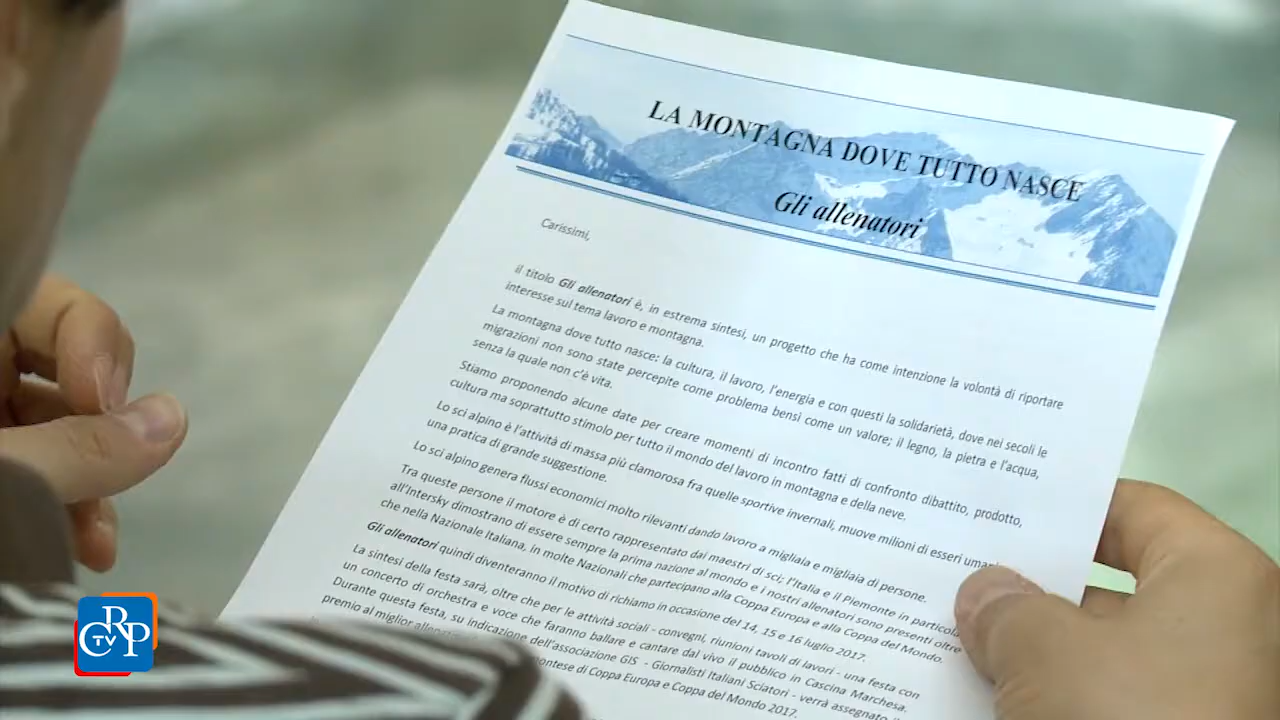 LA MONTAGNA DOVE TUTTO NASCE
Gli allenatori
Carissimi,
il titolo Gli allenatori è, in estrema sintesi, un progetto che ha come intenzione la volontà di riportare
interesse sul tema lavoro e montagna.
La montagna dove tutto nasce: la cultura, il lavoro, l'energia e con questi la solidarietà, dove nei secoli le
migrazioni non sono state percepite come problema bensì come un valore; il legno, la pietra e l'acqua,
senza la quale non c'è vita.
Stiamo proponendo alcune date per creare momenti di incontro fatti di confronto dibattito, prodotto,
cultura ma soprattutto stimolo per tutto il mondo del lavoro in montagna e della neve.
Lo sci alpino è l'attività di massa più clamorosa fra quelle sportive invernali, muove milioni di esseri
una pratica di grande suggestione.
Lo sci alpino genera flussi economici molto rilevanti dando lavoro a migliaia e migliaia di persone.
Tra queste persone il motore è di certo rappresentato dai maestri di sci; l'Italia e il Piemonte in
all'Intersky dimostrano di essere sempre la prima nazione al mondo e i nostri allenatori sono presenti oltre
che nella Nazionale Italiana, in molte Nazionali che partecipano alla Coppa Europa e alla Coppa del Mondo.
Gli allenatori quindi diventeranno il motivo di richiamo in occasione del 14, 15 e 16 luglio 2017.
La sintesi della festa sarà, oltre che per le attività sociali - convegni, riunioni tavoli di lavori - una festa con
un concerto di orchestra e voce che faranno ballare e cantare dal vivo il pubblico in Cascina Marchesa.
Durante questa festa, su indicazione dell'associazione GIS - Giornalisti Italiani Sciatori - verrà assegnato il
premio al miglior di Coppa Europa e Coppa del Mondo 2017.
CRP TV